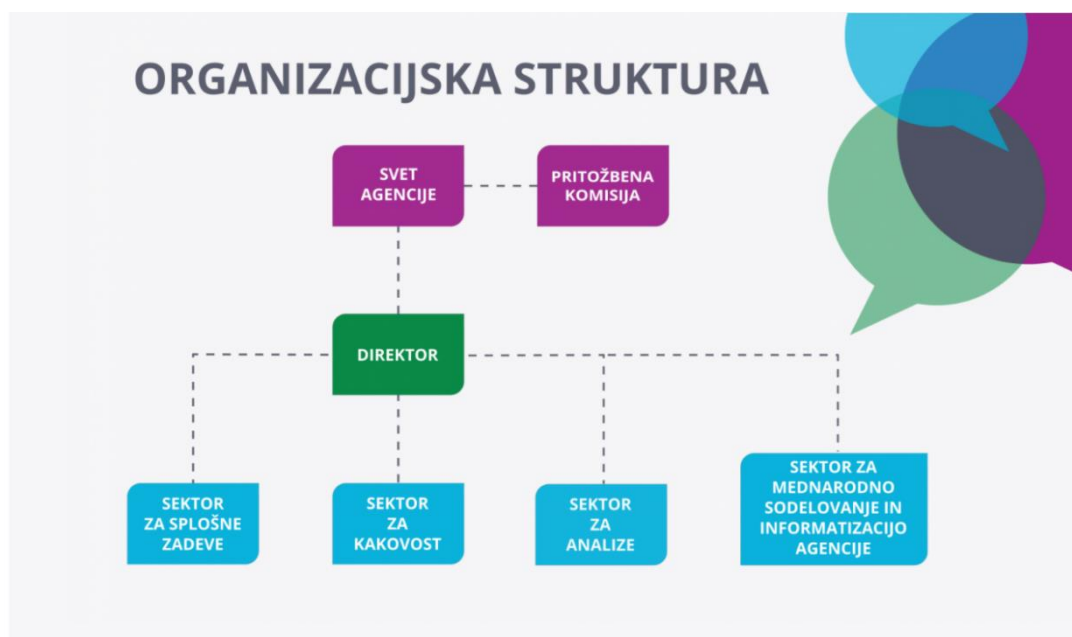 ORGANIZACIJSKA STRUKTURA
SVET
AGENCIJE
PRITOŽBENA
KOMISIJA
DIREKTOR
SEKTOR
ZA SPLOŠNE
ZADEVE
SEKTOR
ZA
KAKOVOST
SEKTOR
ZA
ANALIZE
SEKTOR ZA
MEDNARODNO
SODELOVANJE IN
INFORMATIZACIJO
AGENCIJE